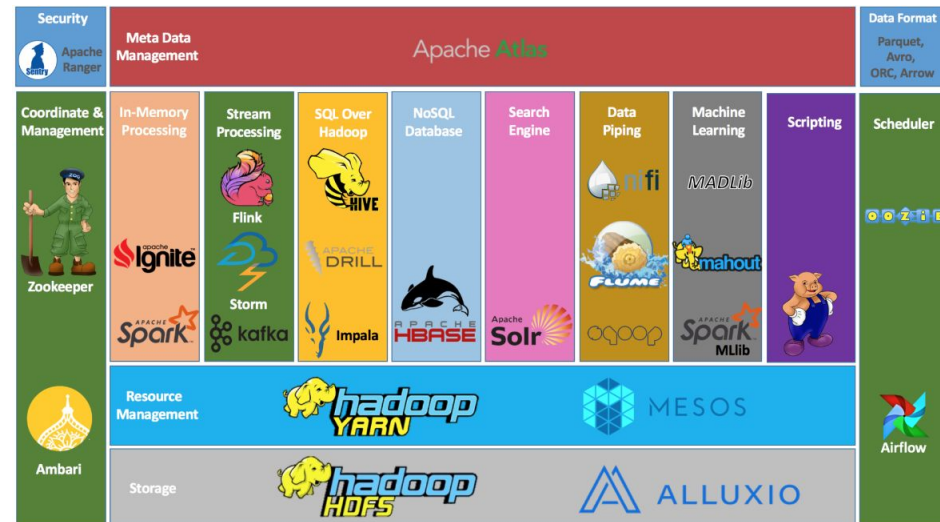 Security
Sentry
Apache
Ranger
Meta Data
Management
Apache Atlas
Data Format
Parquet,
Avro,
ORC, Arrow
Coordinate &
Management
ZOO
Zookeeper
Ambari
In-Memory
Processing
apache
Ignite
APACHE
Spark
Stream
Processing
Flink
Storm
kafka
SQL Over
Hadoop
HIVE
APACHE
DRILL
Impala
NoSQL
Database
APACHE
HBASE
Search
Engine
Apache
Solr
Data
Piping
nifi
FLUME
sqoop
Machine
Learning
MADLib
mahout
APACHE
Spark
MLlib
Scripting
Scheduler
OOZIE
Airflow
Resource
Management
hadoop
YARN
MESOS
Storage
hadoop
HDFS
ALLUXIO